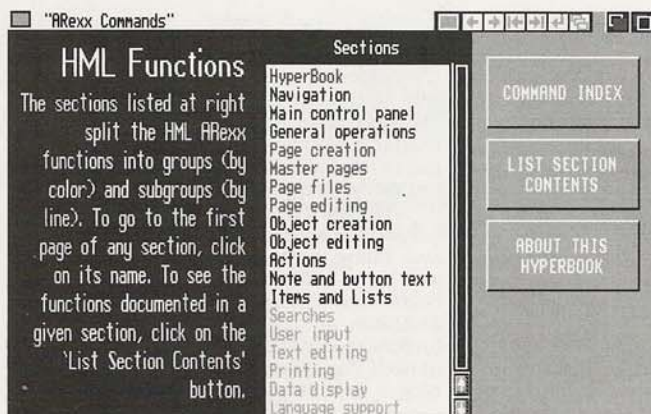 "ARexx Commands"
HML Functions
The sections listed at right
split the HML ARexx
functions into groups (by
color) and subgroups (by
line). To go to the first
page of any section, click
on its name. To see the
functions documented in a
given section, click on the
'List Section Contents'
button.
Sections
HyperBook
Navigation
Main control panel
General operations
Page creation
Master pages
Page files
Page editing
Object creation
Object editing
Actions
Note and button text
Items and Lists
Searches
User input
Text editing
Printing
Data display
Language support
COMMAND INDEX
LIST SECTION
CONTENTS
ABOUT THIS
HYPERBOOK